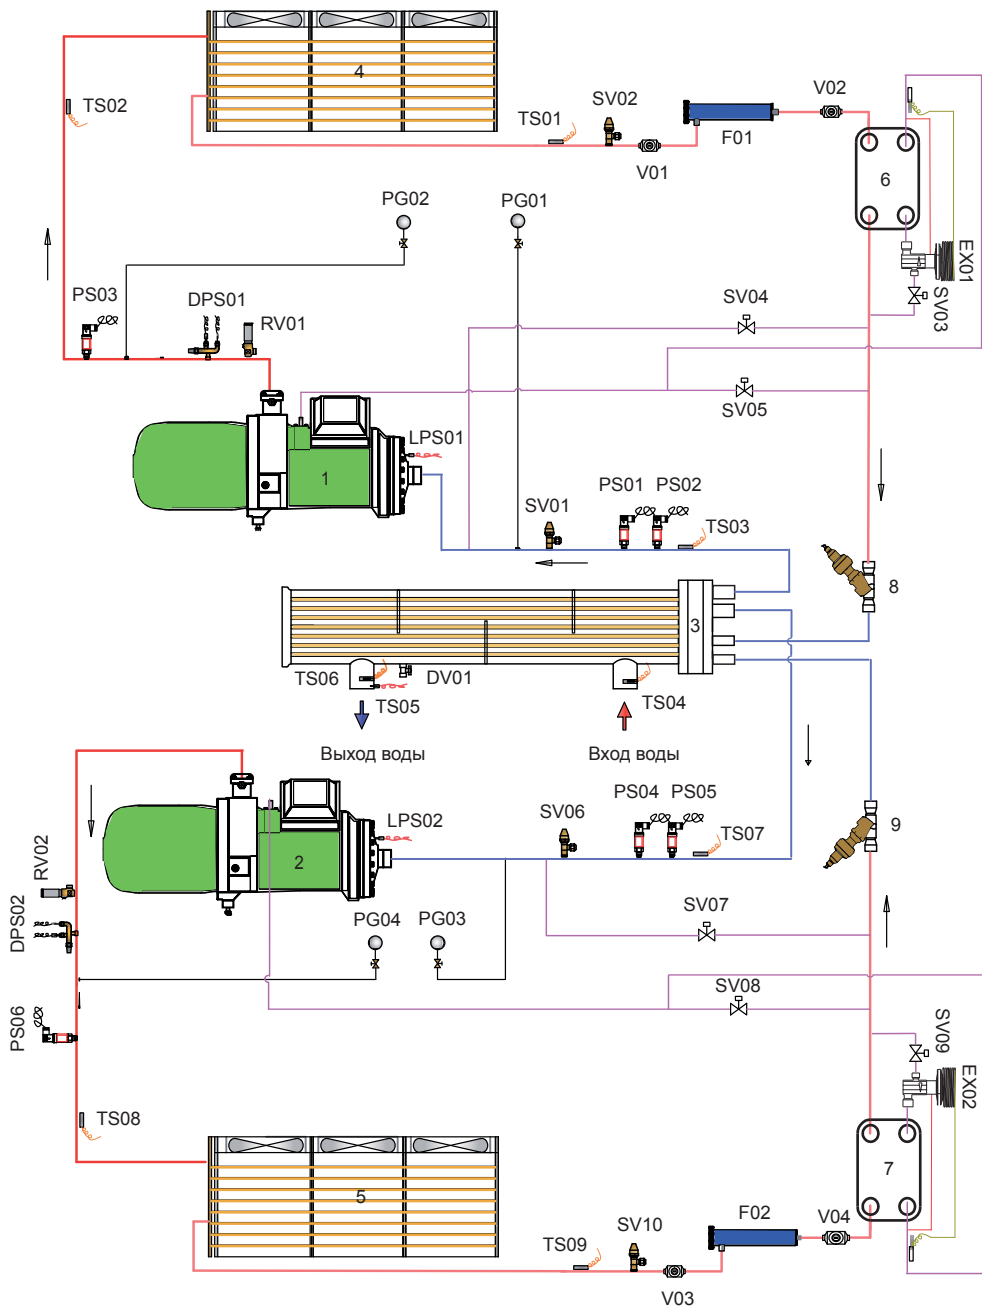 4
TS02
TS01
SV02
V01
F01
V02
6
PG02
PG01
EX01
SV03
PS03
DPS01
RV01
SV04
SV05
LPS01
1
SV01
PS01
PS02
TS03
8
3
TS06
DV01
TS05
TS04
Выход воды
Вход воды
PS04
PS05
SV06
TS07
9
LPS02
2
RV02
DPS02
PG04
PG03
SV07
SV08
PS06
SV09
EX02
TS08
7
5
TS09
SV10
F02
V04
V03